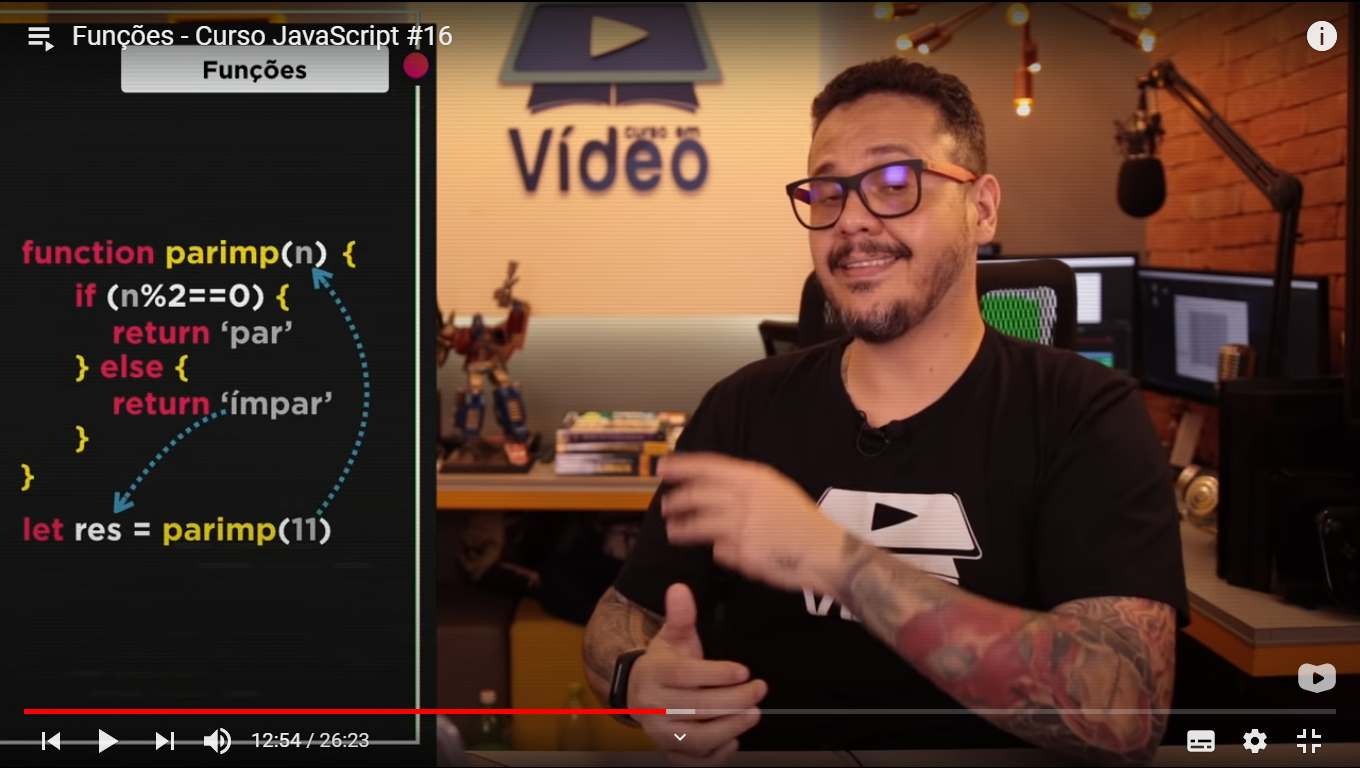 Funções - Curso JavaScript #16
Funções
curso em
Vídeo
function parimp(n) {
if (n%2==0) {
return ‘par’
} else {
return ‘ímpar’
}
}
let res = parimp(11)
12:54 / 26:23